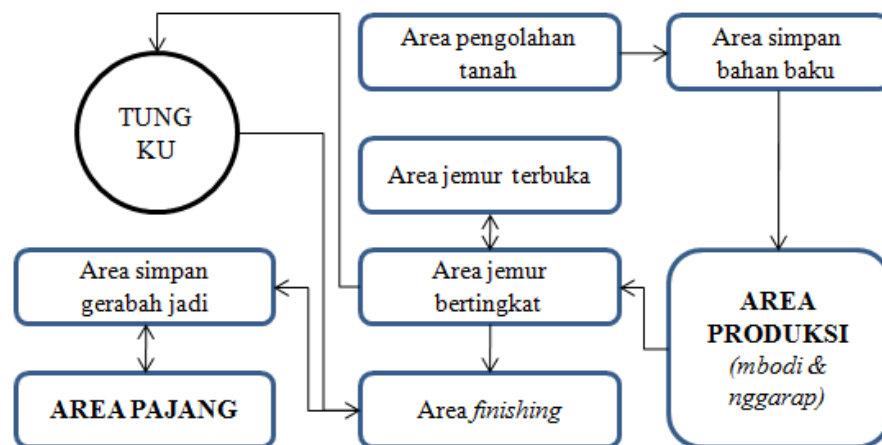 Area pengolahan
tanah
Area simpan
bahan baku
TUNG
KU
Area jemur terbuka
Area simpan
gerabah jadi
Area jemur
bertingkat
AREA
PRODUKSI
(mbodi &
nggarap)
AREA PAJANG
Area finishing